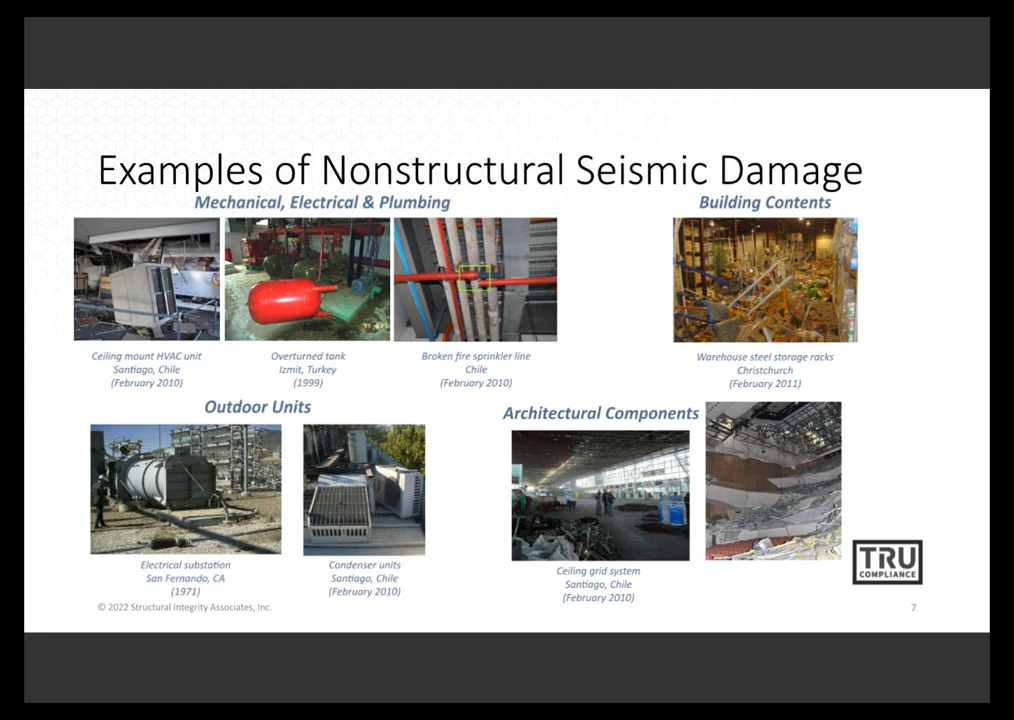 Examples of Nonstructural Seismic Damage
Mechanical, Electrical & Plumbing
Building Contents
Ceiling mount HVAC unit
Santiago, Chile
(February 2010)
Overturned tank
Izmit, Turkey
(1999)
Broken fire sprinkler line
Chile
(February 2010)
Warehouse steel storage racks
Christchurch
(February 2011)
Outdoor Units
Architectural Components
Electrical substation
San Fernando, CA
(1971)
Condenser units
Santiago, Chile
(February 2010)
Ceiling grid system
Santiago, Chile
(February 2010)
TRU
COMPLIANCE
© 2022 Structural Integrity Associates, Inc.
7